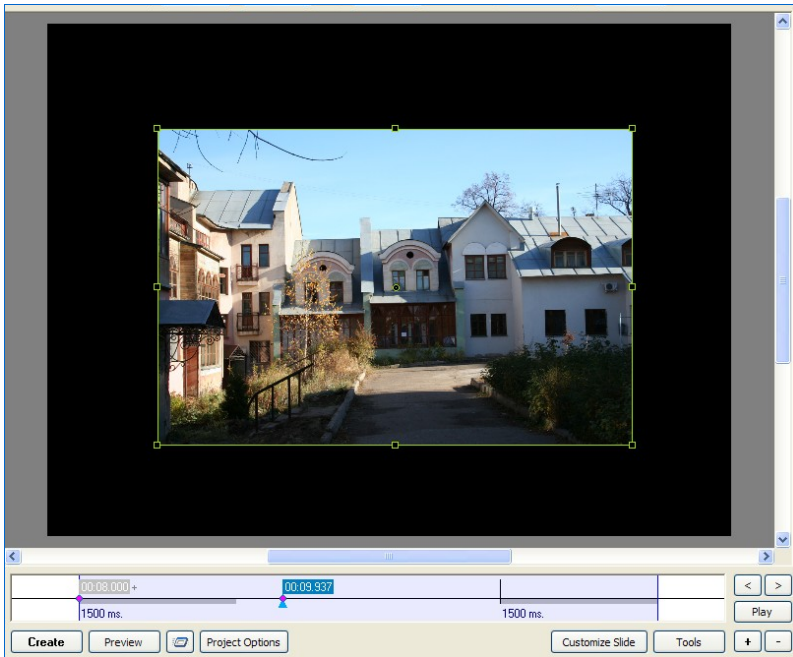 00:08.000 + 00:09.937
1500 ms. 1500 ms.
< >
Play
Create Preview Project Options Customize Slide Tools + -